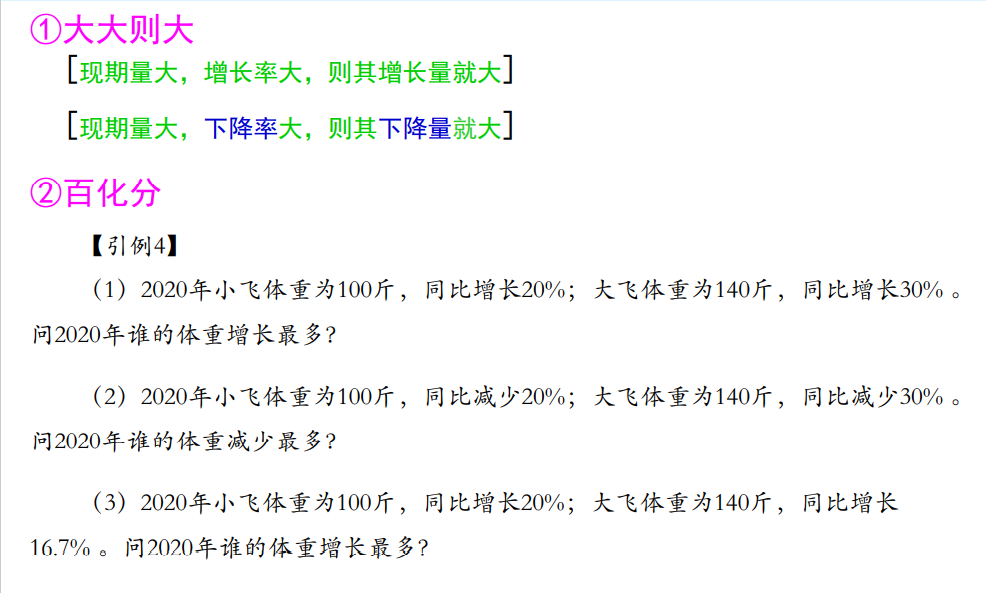 ①大大则大
[现期量大，增长率大，则其增长量就大]
[现期量大，下降率大，则其下降量就大]
②百化分
【引例4】
（1）2020年小飞体重为100斤，同比增长20%；大飞体重为140斤，同比增长30% 。
问2020年谁的体重增长最多？
（2）2020年小飞体重为100斤，同比减少20%；大飞体重为140斤，同比减少30% 。
问2020年谁的体重减少最多？
（3）2020年小飞体重为100斤，同比增长20%；大飞体重为140斤，同比增长
16.7% 。问2020年谁的体重增长最多？